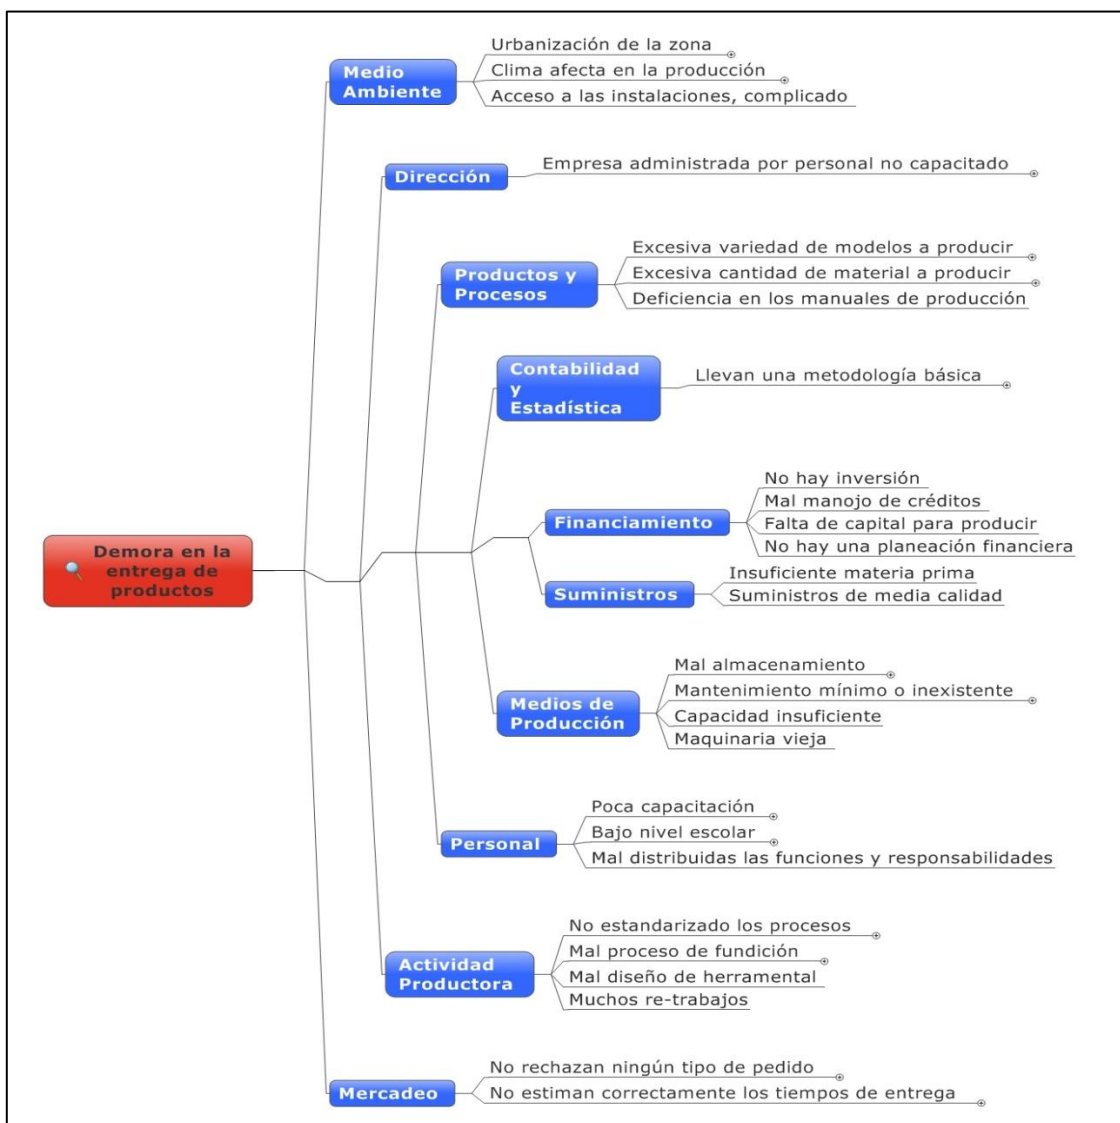 Urbanización de la zona
Medio
Ambiente
Clima afecta en la producción
Acceso a las instalaciones, complicado
Dirección
Empresa administrada por personal no capacitado
Productos y
Procesos
Excesiva variedad de modelos a producir
Excesiva cantidad de material a producir
Deficiencia en los manuales de producción
Contabilidad
y
Estadística
Llevan una metodología básica
Financiamiento
No hay inversión
Mal manojo de créditos
Falta de capital para producir
No hay una planeación financiera
Demora en la
entrega de
productos
Suministros
Insuficiente materia prima
Suministros de media calidad
Medios de
Producción
Mal almacenamiento
Mantenimiento mínimo o inexistente
Capacidad insuficiente
Maquinaria vieja
Personal
Poca capacitación
Bajo nivel escolar
Mal distribuidas las funciones y responsabilidades
Actividad
Productora
No estandarizado los procesos
Mal proceso de fundición
Mal diseño de herramental
Muchos re-trabajos
Mercadeo
No rechazan ningún tipo de pedido
No estiman correctamente los tiempos de entrega